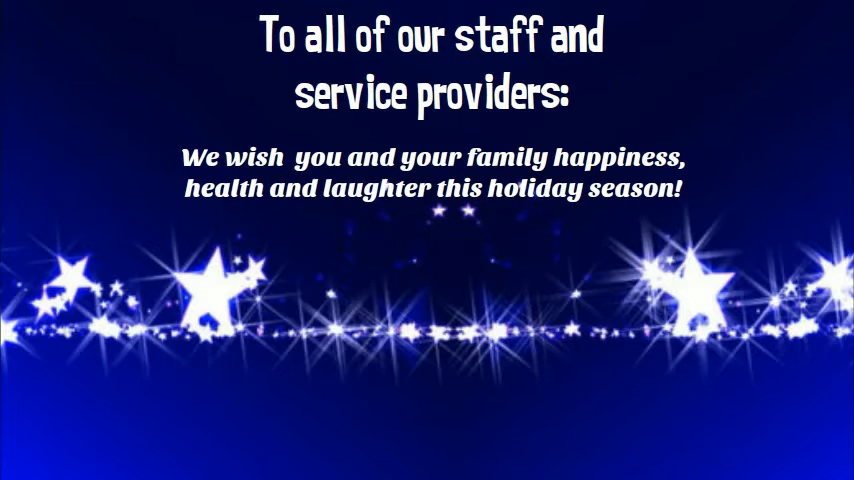 To all of our staff and
service providers:
We wish  you and your family happiness,
health and laughter this holiday season!